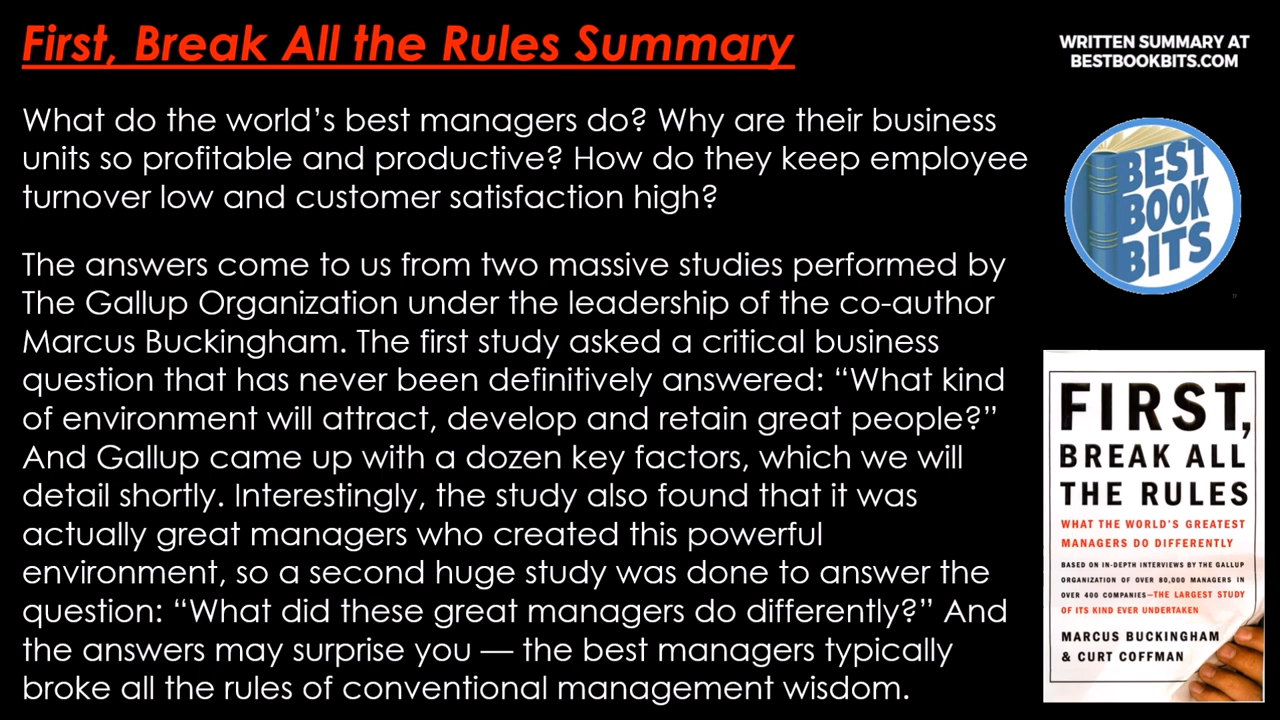 First, Break All the Rules Summary
What do the world’s best managers do? Why are their business
units so profitable and productive? How do they keep employee
turnover low and customer satisfaction high?
The answers come to us from two massive studies performed by
The Gallup Organization under the leadership of the co-author
Marcus Buckingham. The first study asked a critical business
question that has never been definitively answered: “What kind
of environment will attract, develop and retain great people?”
And Gallup came up with a dozen key factors, which we will
detail shortly. Interestingly, the study also found that it was
actually great managers who created this powerful
environment, so a second huge study was done to answer the
question: “What did these great managers do differently?” And
the answers may surprise you — the best managers typically
broke all the rules of conventional management wisdom.
WRITTEN SUMMARY AT
BESTBOOKBITS.COM
BEST
BOOK
BITS
FIRST,
BREAK ALL
THE RULES
WHAT THE WORLD'S GREATEST
MANAGERS DO DIFFERENTLY
BASED ON IN-DEPTH INTERVIEWS BY THE GALLUP
ORGANIZATION OF OVER 80,000 MANAGERS IN
OVER 400 COMPANIES—THE LARGEST STUDY
OF ITS KIND EVER UNDERTAKEN
MARCUS BUCKINGHAM
& CURT COFFMAN